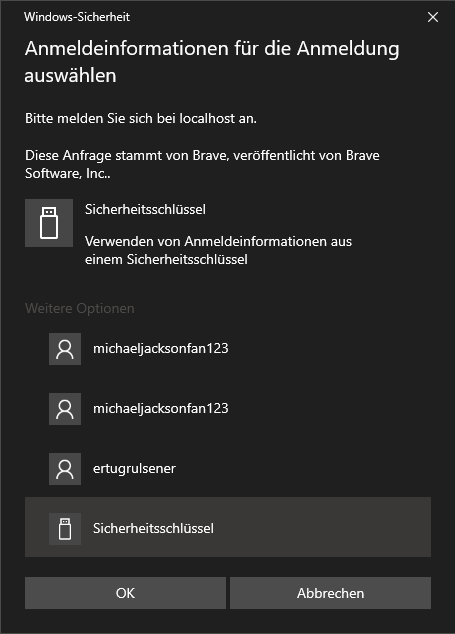 Windows-Sicherheit
Anmeldeinformationen für die Anmeldung
auswählen
Bitte melden Sie sich bei localhost an.
Diese Anfrage stammt von Brave, veröffentlicht von Brave
Software, Inc..
Sicherheitsschlüssel
Verwenden von Anmeldeinformationen aus
einem Sicherheitsschlüssel
Weitere Optionen
michaeljacksonfan123
michaeljacksonfan123
ertugrulsener
Sicherheitsschlüssel
OK
Abbrechen